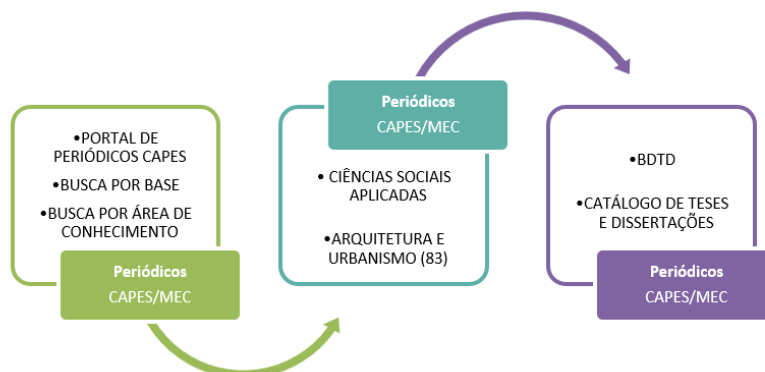 •PORTAL DE
PERIÓDICOS CAPES
•BUSCA POR BASE
•BUSCA POR ÁREA DE
CONHECIMENTO
Periódicos
CAPES/MEC
Periódicos
CAPES/MEC
• CIÊNCIAS SOCIAIS
APLICADAS
•ARQUITETURA E
URBANISMO (83)
•BDTD
•CATÁLOGO DE TESES
E DISSERTAÇÕES
Periódicos
CAPES/MEC